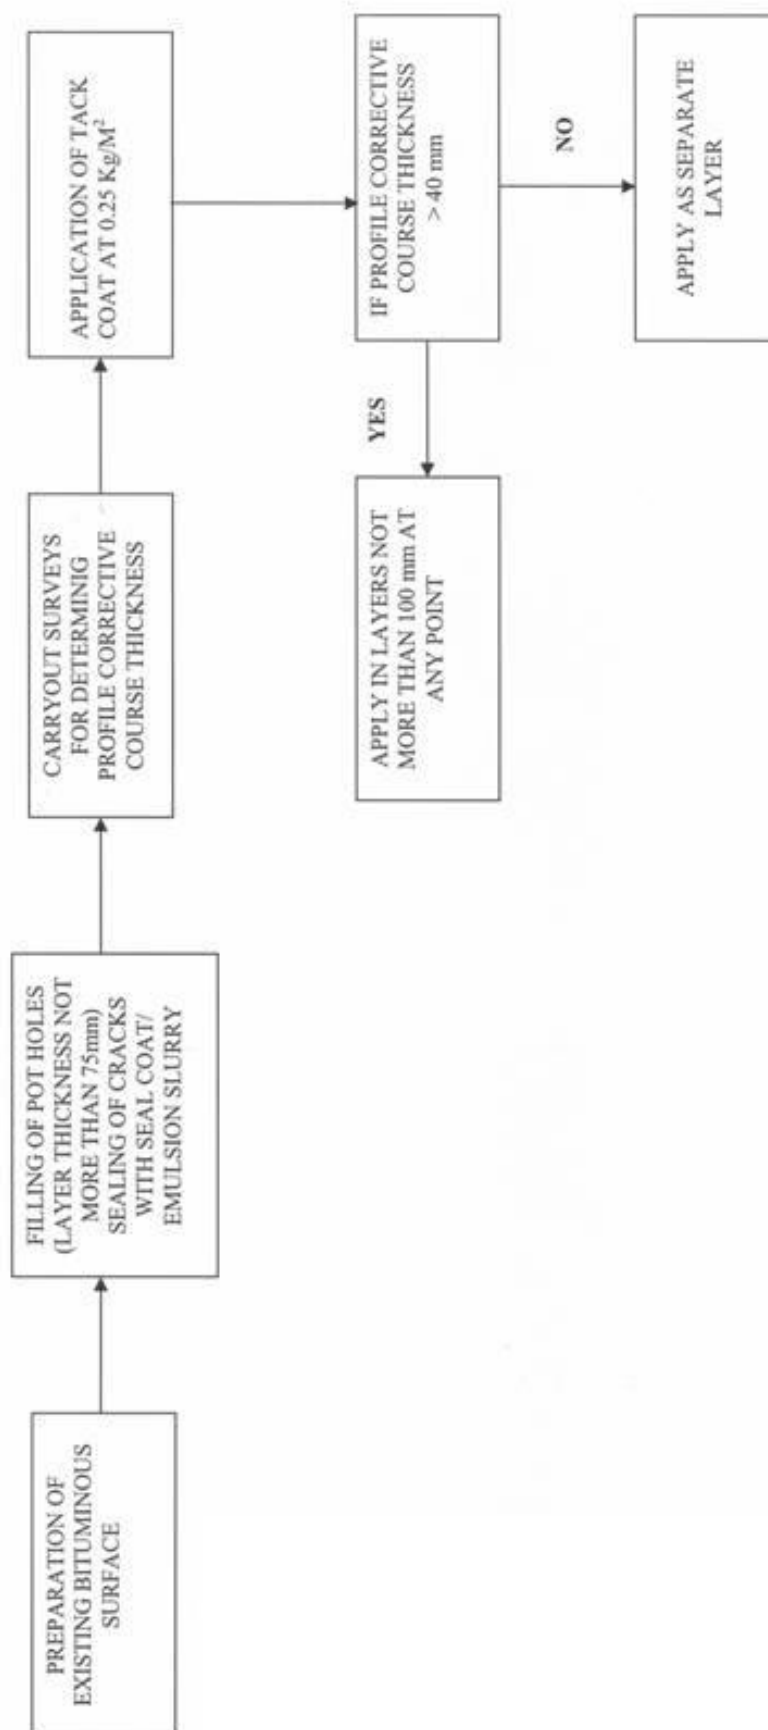 PREPARATION OF
EXISTING BITUMINOUS
SURFACE
FILLING OF POT HOLES
(LAYER THICKNESS NOT
MORE THAN 75mm)
SEALING OF CRACKS
WITH SEAL COAT/
EMULSION SLURRY
CARRYOUT SURVEYS
FOR DETERMINIG
PROFILE CORRECTIVE
COURSE THICKNESS
APPLICATION OF TACK
COAT AT 0.25 Kg/M²
IF PROFILE CORRECTIVE
COURSE THICKNESS
> 40 mm
YES
APPLY IN LAYERS NOT
MORE THAN 100 mm AT
ANY POINT
NO
APPLY AS SEPARATE
LAYER